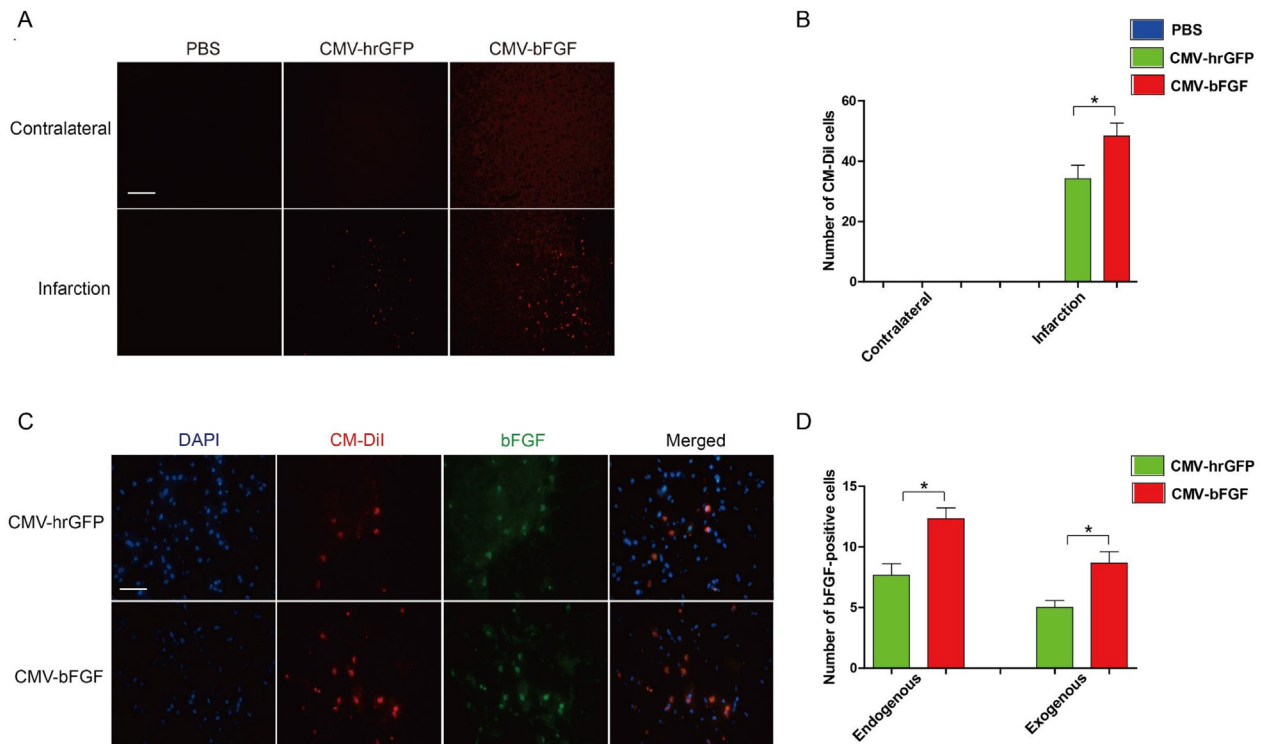 A
PBS CMV-hrGFP CMV-bFGF
Contralateral
Infarction
B
PBS
CMV-hrGFP
CMV-bFGF
*
60
40
20
0
Number of CM-Dil cells
Contralateral Infarction
C
DAPI CM-Dil bFGF Merged
CMV-hrGFP
CMV-bFGF
D
CMV-hrGFP
CMV-bFGF
* *
15
10
5
0
Number of bFGF-positive cells
Endogenous Exogenous